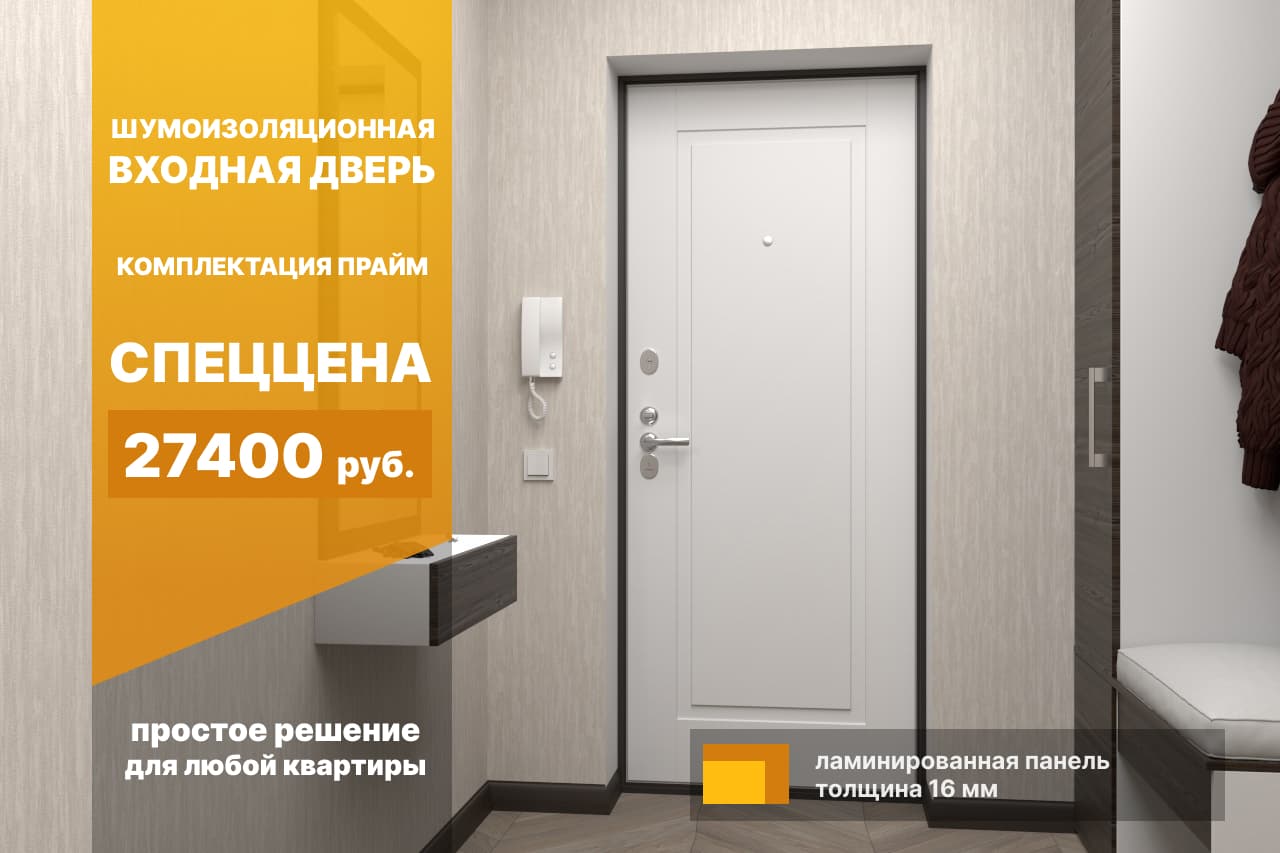 ШУМОИЗОЛЯЦИОННАЯ
ВХОДНАЯ ДВЕРЬ
КОМПЛЕКТАЦИЯ ПРАЙМ
СПЕЦЦЕНА
27400 руб.
простое решение
для любой квартиры
ламинированная панель
толщина 16 мм